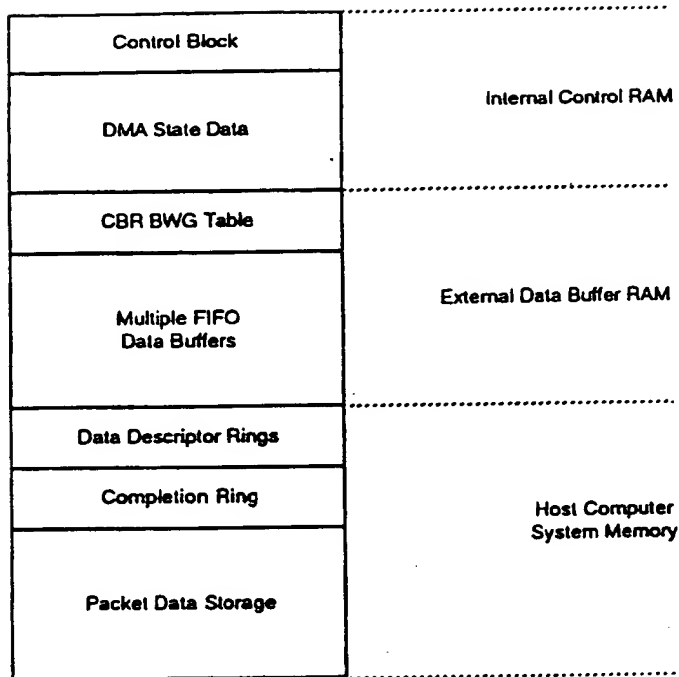 Control Block
Internal Control RAM
DMA State Data
CBR BWG Table
External Data Buffer RAM
Multiple FIFO
Data Buffers
Data Descriptor Rings
Completion Ring
Host Computer
System Memory
Packet Data Storage